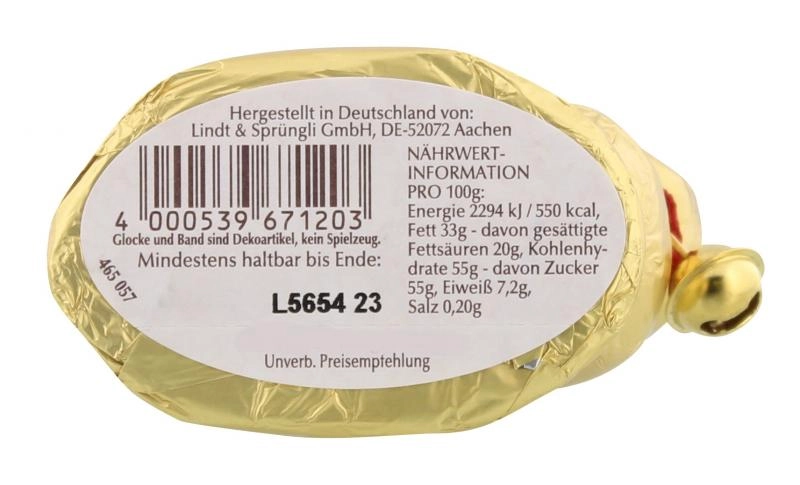 Hergestellt in Deutschland von:
Lindt & Sprüngli GmbH, DE-52072 Aachen
4 000539 671203
Glocke und Band sind Dekoartikel, kein Spielzeug.
Mindestens haltbar bis Ende:
465 057
L5654 23
NÄHRWERT-
INFORMATION
PRO 100g:
Energie 2294 kJ / 550 kcal,
Fett 33g - davon gesättigte
Fettsäuren 20g, Kohlenhy-
drate 55g - davon Zucker
55g, Eiweiß 7,2g,
Salz 0,20g
Unverb. Preisempfehlung